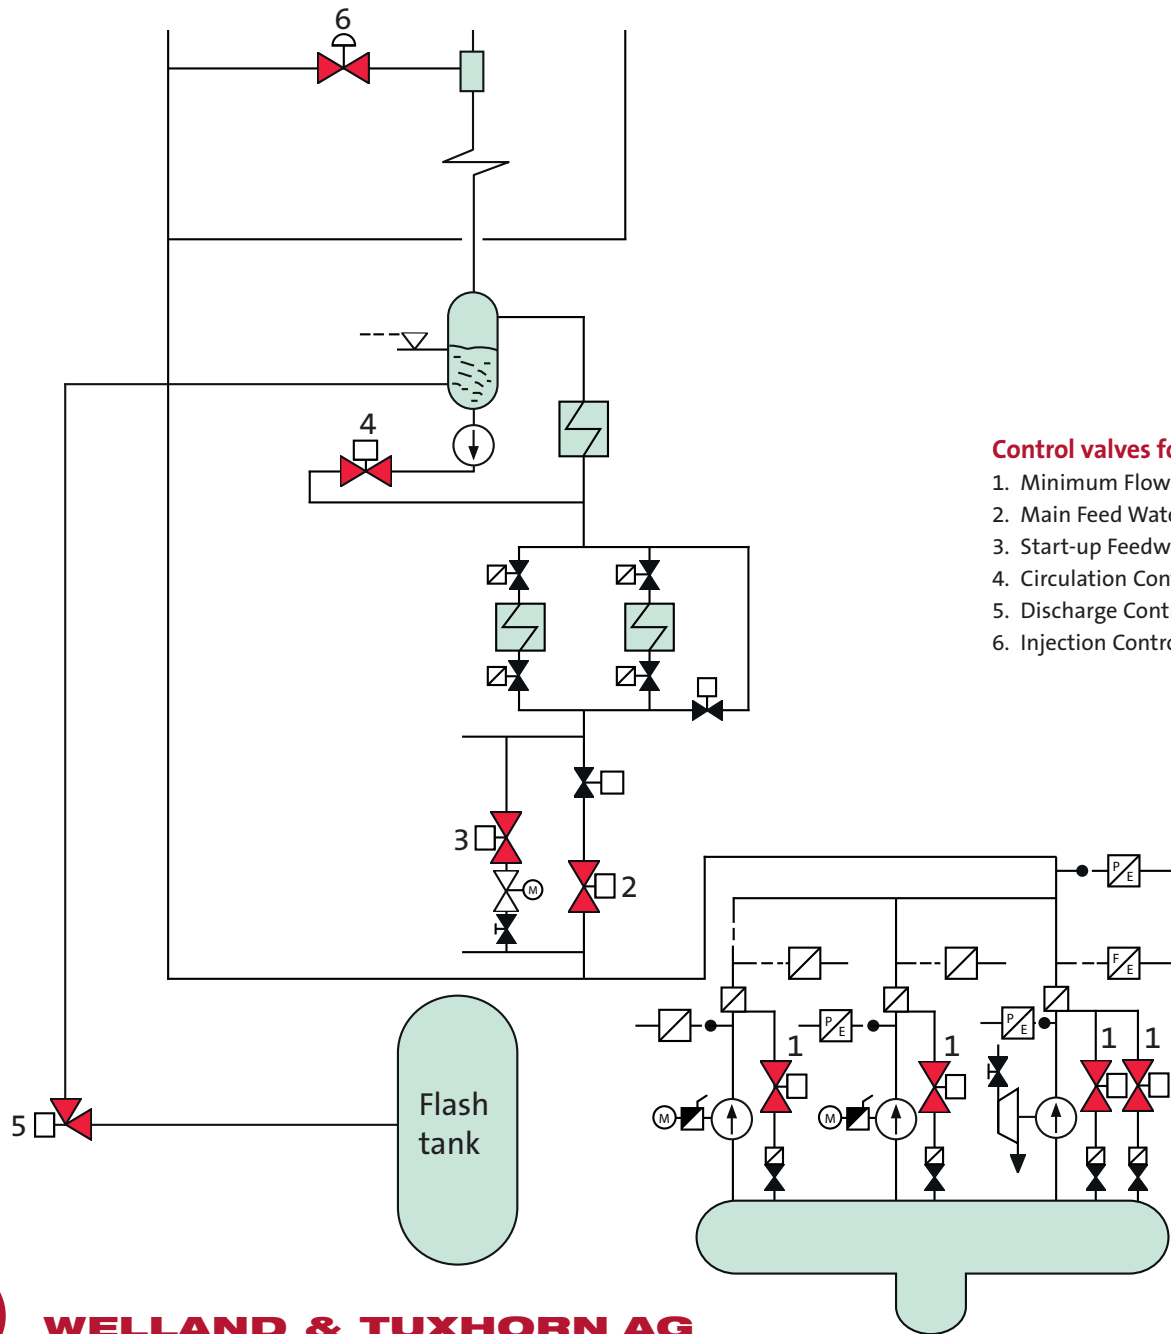 6
4
Control valves fo
1. Minimum Flow
2. Main Feed Wate
3. Start-up Feedw
4. Circulation Con
5. Discharge Cont
6. Injection Contro
3
M
2
P E
F E
P E
P E
1
1
1
1
M
M
5
Flash
tank
WELLAND & TUXHORN AG